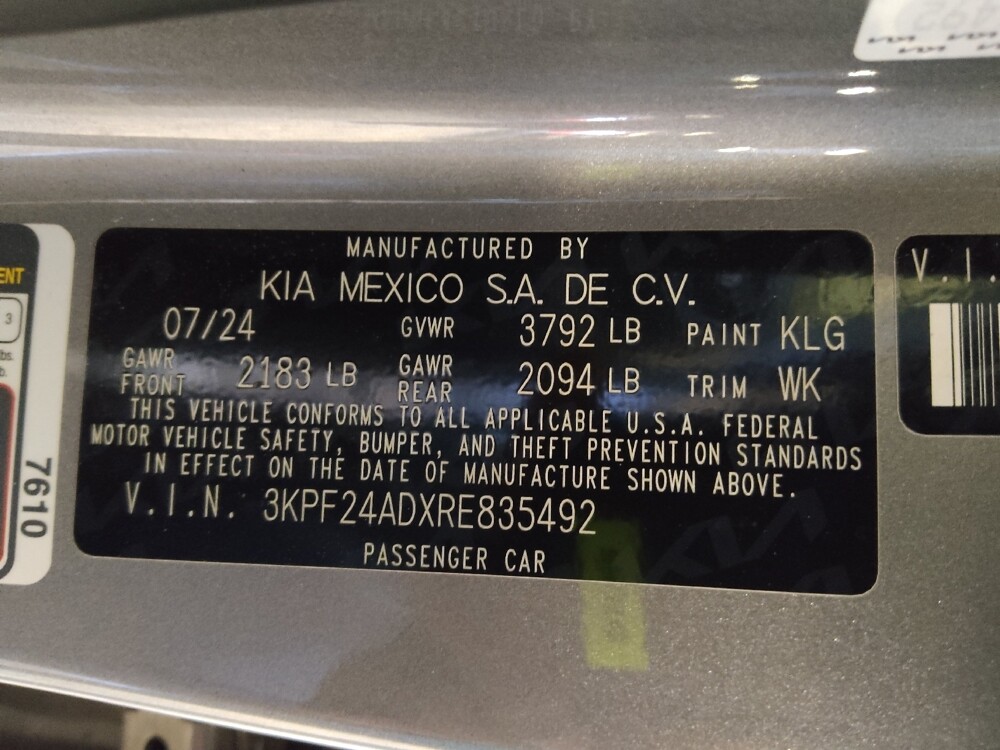 MANUFACTURED BY
KIA MEXICO S.A. DE C.V.
07/24 GVWR 3792 LB PAINT KLG
GAWR FRONT 2183 LB GAWR REAR 2094 LB TRIM WK
THIS VEHICLE CONFORMS TO ALL APPLICABLE U.S.A. FEDERAL
MOTOR VEHICLE SAFETY, BUMPER, AND THEFT PREVENTION STANDARDS
IN EFFECT ON THE DATE OF MANUFACTURE SHOWN ABOVE.
V.I.N. 3KPF24ADXRE835492
PASSENGER CAR
V.I.
3
7610